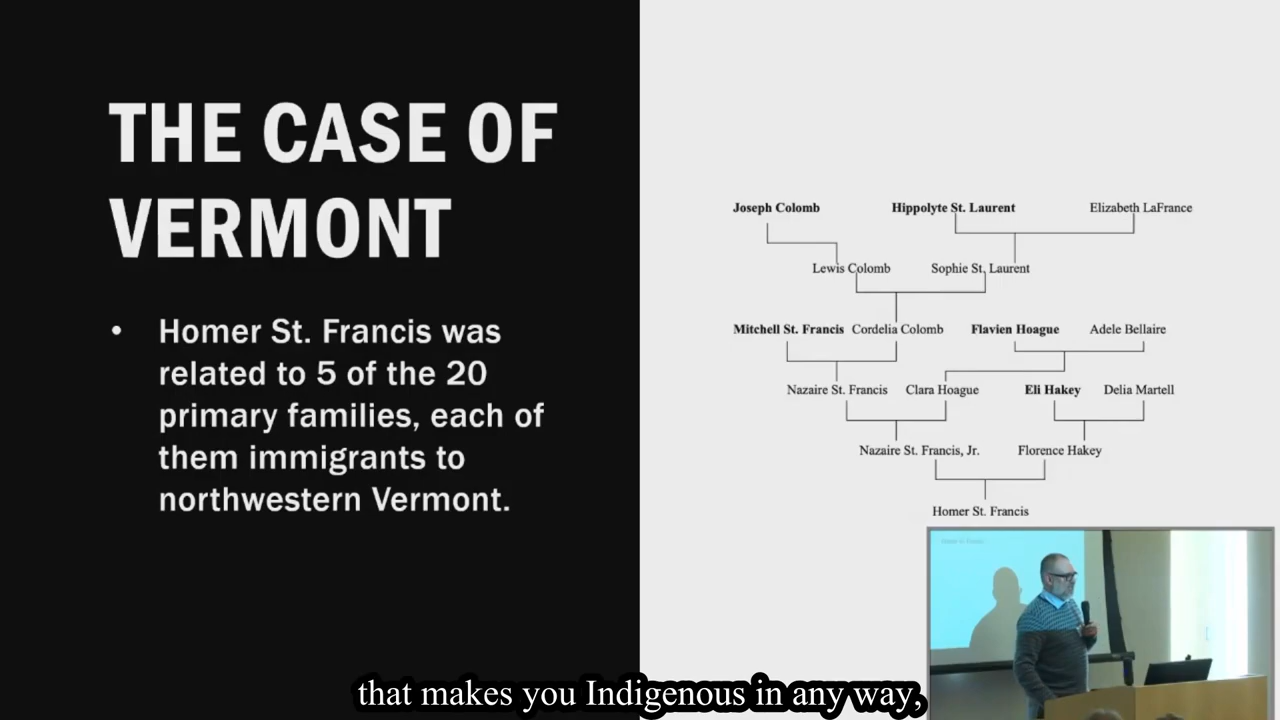 THE CASE OF
VERMONT
• Homer St. Francis was
related to 5 of the 20
primary families, each of
them immigrants to
northwestern Vermont.
Joseph Colomb Hippolyte St. Laurent Elizabeth LaFrance
Lewis Colomb Sophie St. Laurent
Mitchell St. Francis Cordelia Colomb Flavien Hoague Adele Bellaire
Nazaire St. Francis Clara Hoague Eli Hakey Delia Martell
Nazaire St. Francis, Jr. Florence Hakey
Homer St. Francis
that makes you Indigenous in any way,